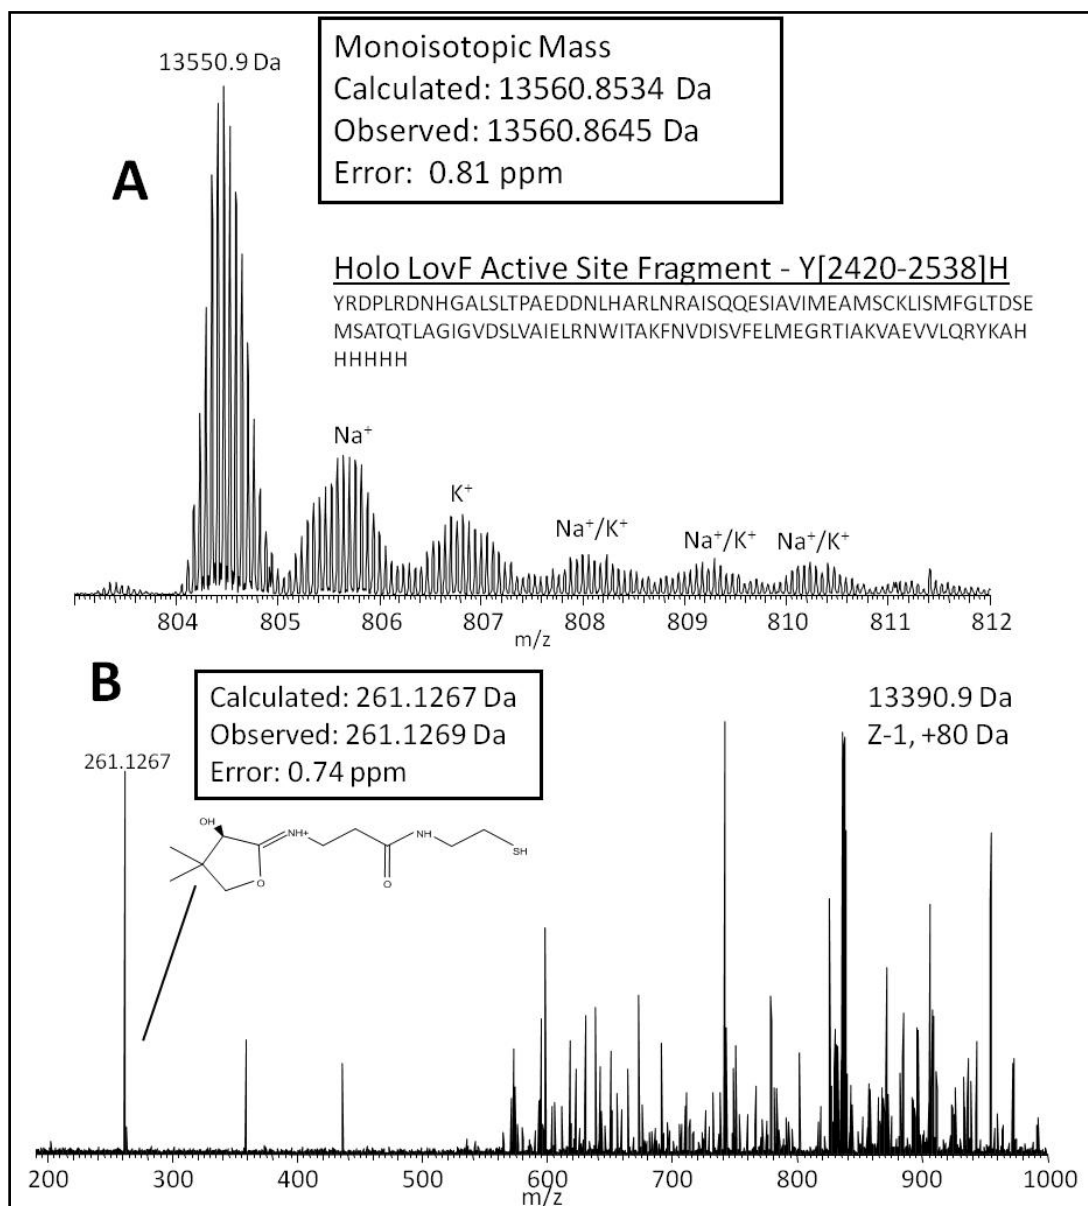 13550.9 Da
Monoisotopic Mass
Calculated: 13560.8534 Da
Observed: 13560.8645 Da
Error: 0.81 ppm
A
Holo LovF Active Site Fragment - Y[2420-2538]H
YRDPLRDNHGALSLTPAEDDNLHARLNRAISQQESIAVIMEAMSCKLISMFGLTDSE
MSATQTLAGIGVDSLVAIELRNWITAKFNVDISVFELMEGRTIAKVAEVVLQRYKAH
HHHHH
Na⁺
K⁺
Na⁺/K⁺
Na⁺/K⁺
Na⁺/K⁺
804 805 806 807 808 809 810 811 812
m/z
B
Calculated: 261.1267 Da
Observed: 261.1269 Da
Error: 0.74 ppm
13390.9 Da
Z-1, +80 Da
261.1267
OH
NH+
NH
SH
O
O
200 300 400 500 600 700 800 900 1000
m/z